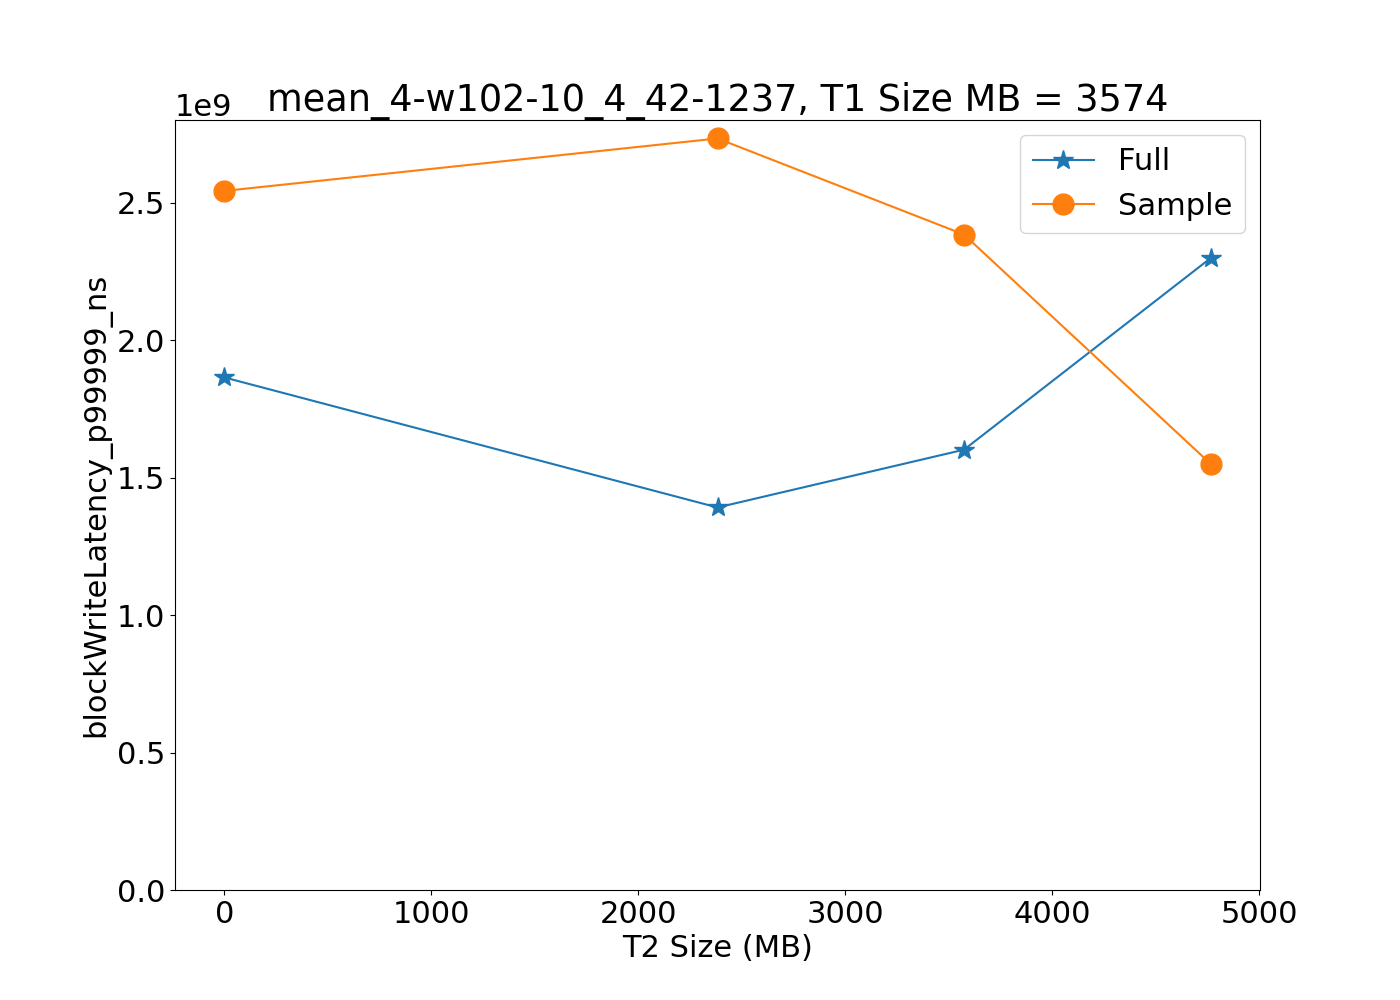 mean_4-w102-10_4_42-1237, T1 Size MB = 3574
1e9
Full
Sample
2.5
2.0
1.5
1.0
0.5
0.0
blockWriteLatency_p99999_ns
0 1000 2000 3000 4000 5000
T2 Size (MB)